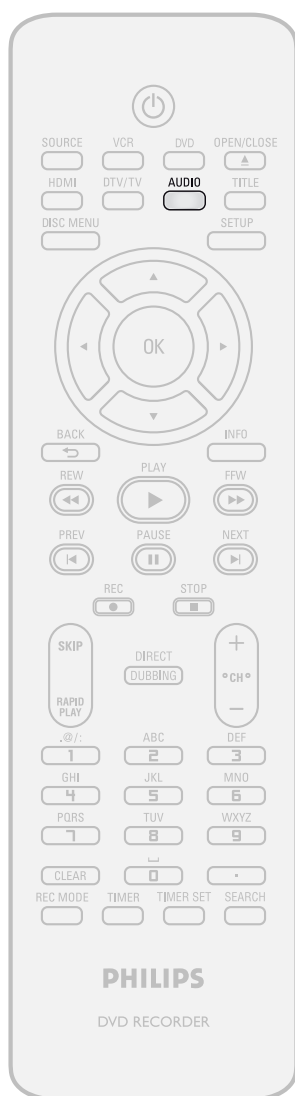 SOURCE VCR DVD OPEN/CLOSE
HDMI DTV/TV AUDIO TITLE
DISC MENU SETUP
OK
BACK INFO
REW PLAY FFW
PREV PAUSE NEXT
REC STOP
SKIP DIRECT +
DUBBING CH
RAPID PLAY −
.@/: ABC DEF
1 2 3
GHI JKL MNO
4 5 6
PQRS TUV WXYZ
7 8 9
CLEAR 0 .
REC MODE TIMER TIMER SET SEARCH
PHILIPS
DVD RECORDER